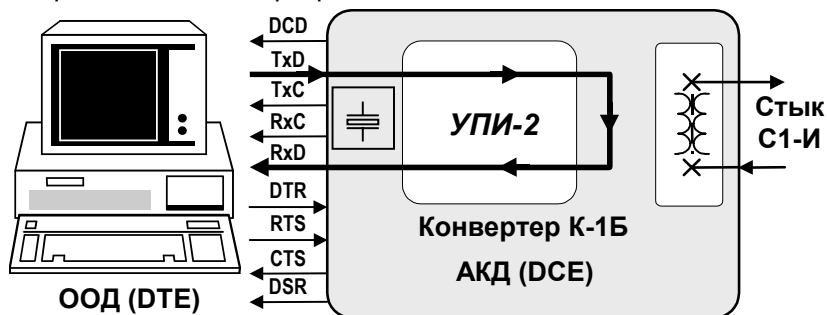 DCD
TxD
TxC
RxC
RxD
DTR
RTS
CTS
DSR
УПИ-2
Стык
С1-И
Конвертер К-1Б
АКД (DCE)
ООД (DTE)